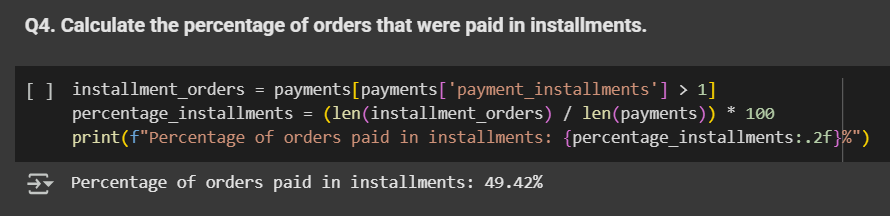 Q4. Calculate the percentage of orders that were paid in installments.
[ ] installment_orders = payments[payments['payment_installments'] > 1]
percentage_installments = (len(installment_orders) / len(payments)) * 100
print(f"Percentage of orders paid in installments: {percentage_installments:.2f}%")
Percentage of orders paid in installments: 49.42%